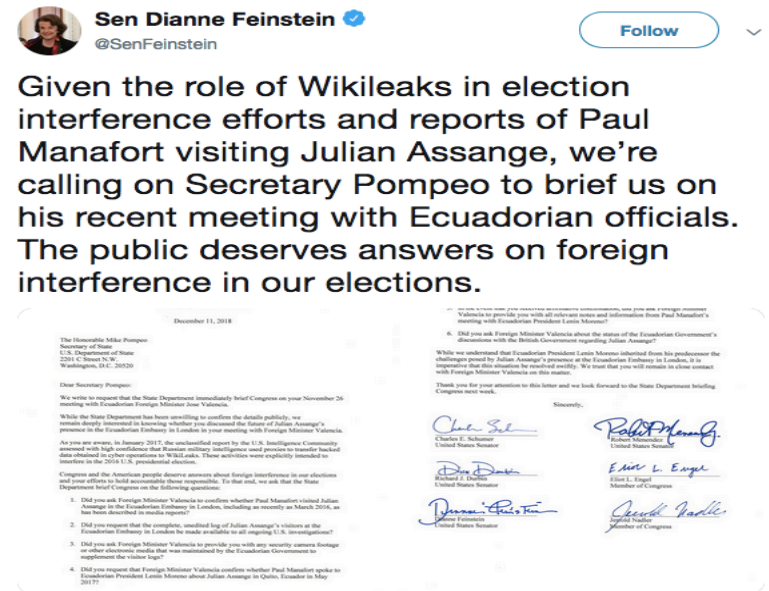 Sen Dianne Feinstein
@SenFeinstein
Follow
Given the role of Wikileaks in election
interference efforts and reports of Paul
Manafort visiting Julian Assange, we're
calling on Secretary Pompeo to brief us on
his recent meeting with Ecuadorian officials.
The public deserves answers on foreign
interference in our elections.
December 11, 2018
The Honorable Mike Pompeo
Secretary of State
U.S. Department of State
2201 C Street N.W.
Washington, D.C. 20520
Dear Secretary Pompeo:
We write to request that the State Department immediately brief Congress on your November 26
meeting with Ecuadorian Foreign Minister Jose Valencia.
While the State Department has been unwilling to confirm the details publicly, we
remain deeply interested in knowing whether you discussed the future of Julian Assange's
presence in the Ecuadorian Embassy in London in your meeting with Foreign Minister Valencia.
As you are aware, in January 2017, the unclassified report by the U.S. Intelligence Community
assessed with high confidence that Russian military intelligence used proxies to transfer hacked
data obtained in cyber operations to WikiLeaks. These activities were explicitly intended to
interfere in the 2016 U.S. presidential election.
Congress and the American people deserve answers about foreign interference in our elections
and your efforts to hold accountable those responsible. To that end, we ask that the State
Department brief Congress on the following questions:
1. Did you ask Foreign Minister Valencia to confirm whether Paul Manafort visited Julian
Assange in the Ecuadorian Embassy in London, including as recently as March 2016, as
has been described in media reports?
2. Did you request that the complete, unedited log of Julian Assange's visitors at the
Ecuadorian Embassy in London be made available to all ongoing U.S. investigations?
3. Did you ask Foreign Minister Valencia to provide you with any security camera footage
or other electronic media that was maintained by the Ecuadorian Government to
supplement the visitor logs?
4. Did you request that Foreign Minister Valencia confirm whether Paul Manafort spoke to
Ecuadorian President Lenin Moreno about Julian Assange in Quito, Ecuador in May
2017?
Valencia to provide you with all relevant notes and information from Paul Manafort's
meeting with Ecuadorian President Lenin Moreno?
6. Did you ask Foreign Minister Valencia about the status of the Ecuadorian Government's
discussions with the British Government regarding Julian Assange?
While we understand that Ecuadorian President Lenin Moreno inherited from his predecessor the
challenges posed by Julian Assange's presence at the Ecuadorian Embassy in London, it is
imperative that this situation be resolved swiftly. We trust that you will remain in close contact
with Foreign Minister Valencia on this matter.
Thank you for your attention to this letter and we look forward to the State Department briefing
Congress next week.
Sincerely,
Charles E. Schumer
United States Senator
Robert Menendez
United States Senator
Richard J. Durbin
United States Senator
Eliot L. Engel
Eliot L. Engel
Member of Congress
Dianne Feinstein
United States Senator
Jerrold Nadler
Member of Congress